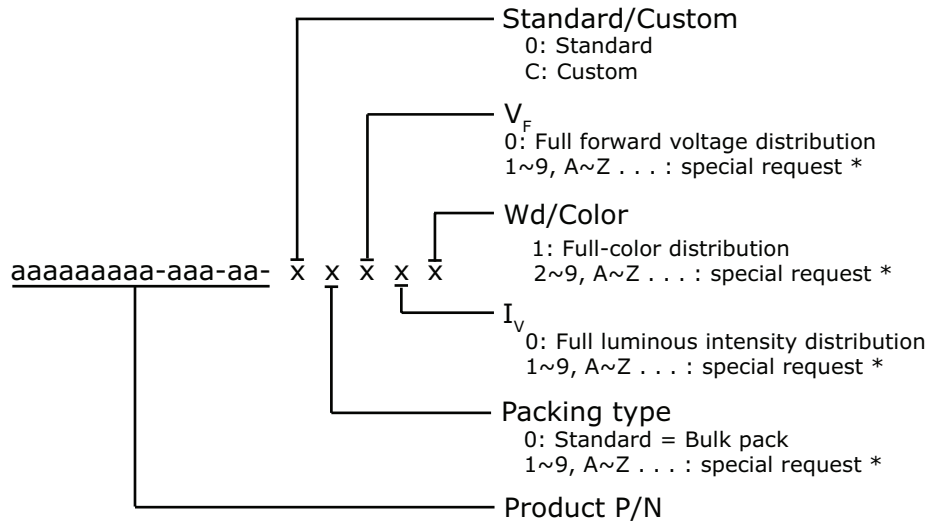 Standard/Custom
0: Standard
C: Custom
VF
0: Full forward voltage distribution
1~9, A~Z . . . : special request *
Wd/Color
1: Full-color distribution
2~9, A~Z . . . : special request *
aaaaaaaaa-aaa-aa- x x x x x
IV
0: Full luminous intensity distribution
1~9, A~Z . . . : special request *
Packing type
0: Standard = Bulk pack
1~9, A~Z . . . : special request *
Product P/N